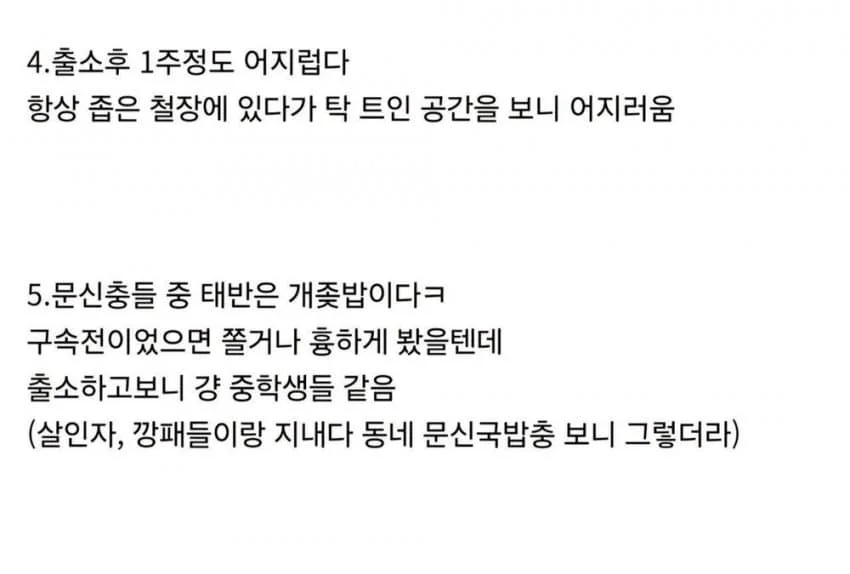 4.출소후 1주정도 어지럽다
항상 좁은 철장에 있다가 탁 트인 공간을 보니 어지러움
5.문신충들 중 태반은 개좆밥이다ㅋ
구속전이었으면 쫄거나 흉하게 봤을텐데
출소하고보니 걍 중학생들 같음
(살인자, 깡패들이랑 지내다 동네 문신국밥충 보니 그렇더라)